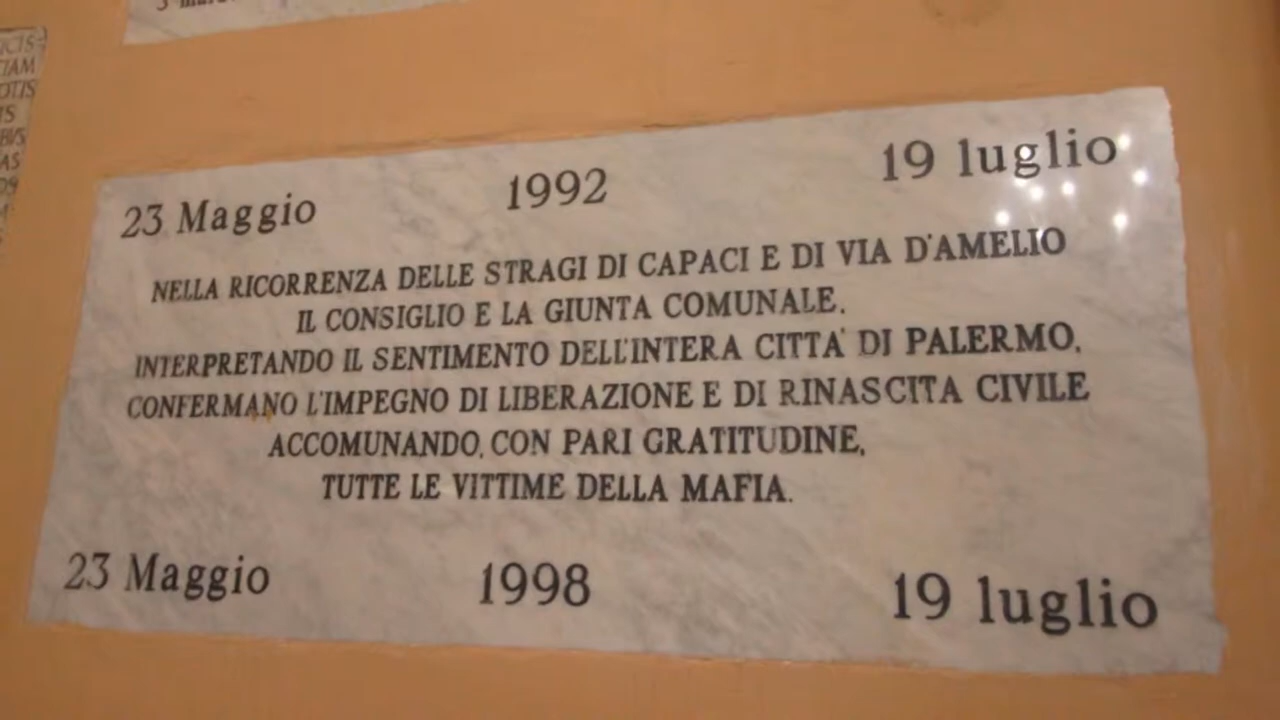 23 Maggio 1992 19 luglio
NELLA RICORRENZA DELLE STRAGI DI CAPACI E DI VIA D'AMELIO
IL CONSIGLIO E LA GIUNTA COMUNALE,
INTERPRETANDO IL SENTIMENTO DELL'INTERA CITTA' DI PALERMO,
CONFERMANO L'IMPEGNO DI LIBERAZIONE E DI RINASCITA CIVILE
ACCOMUNANDO, CON PARI GRATITUDINE,
TUTTE LE VITTIME DELLA MAFIA.
23 Maggio 1998 19 luglio